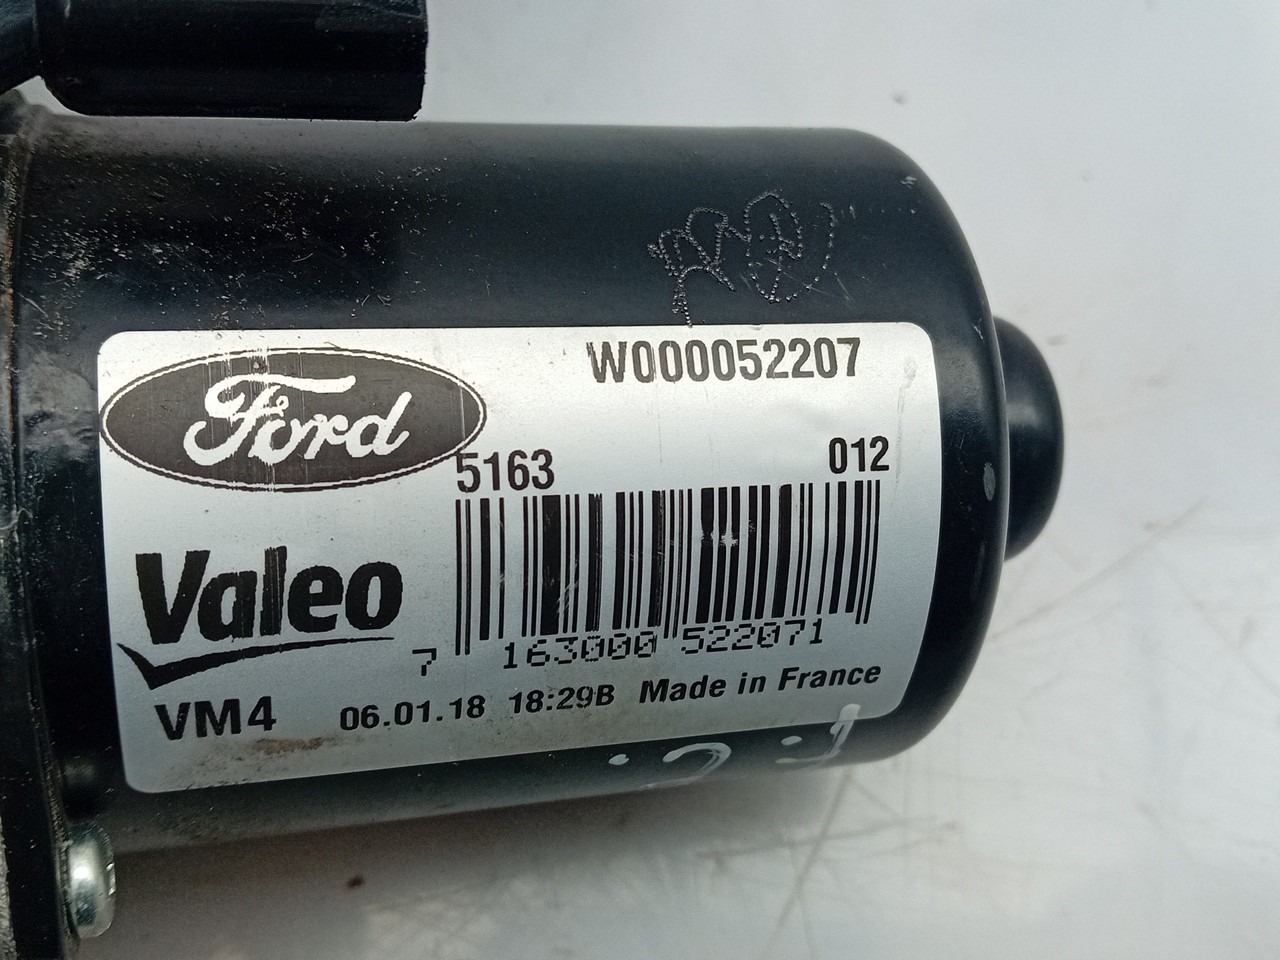 W000052207
Ford
5163 012
Valeo
7 163000 522071
VM4 06.01.18 18:29B Made in France